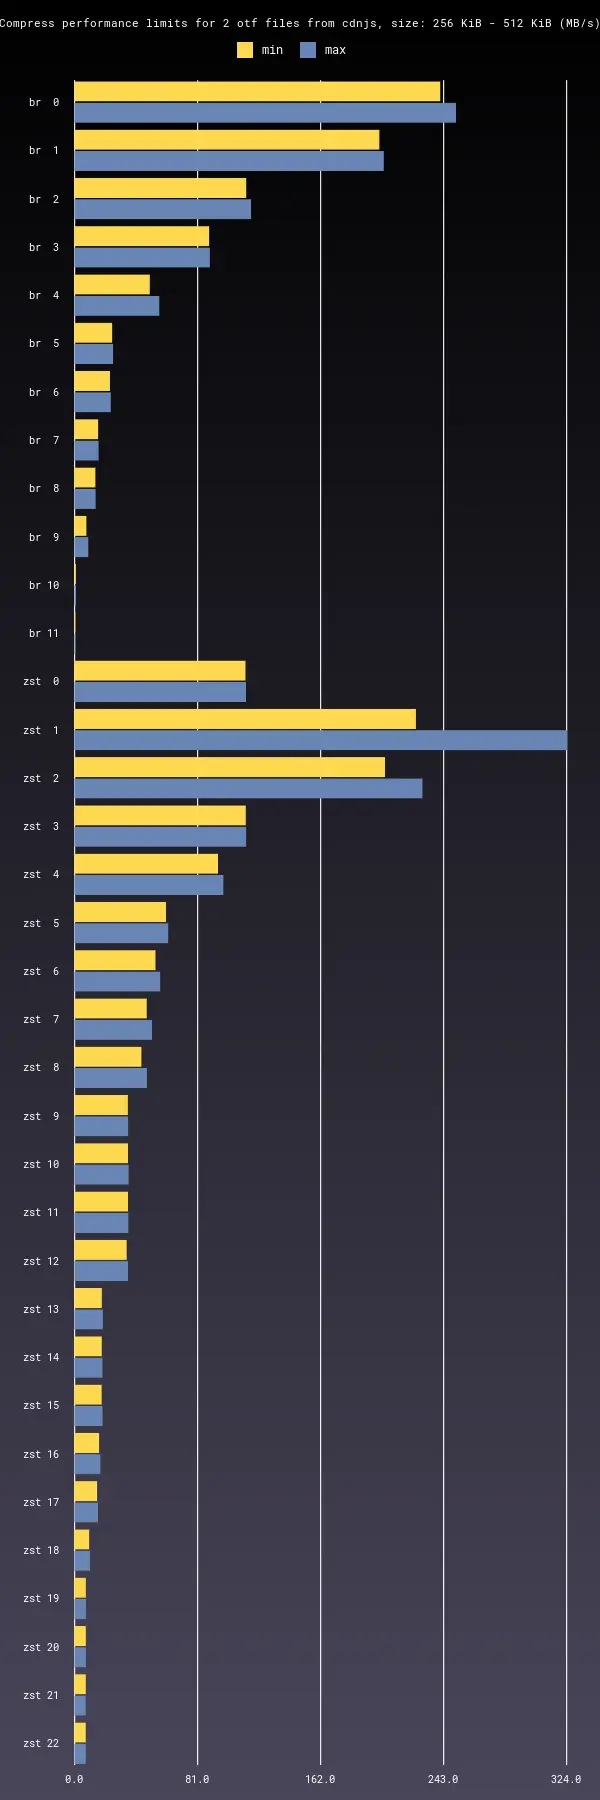 Compress performance limits for 2 otf files from cdnjs, size: 256 KiB - 512 KiB (MB/s)
min max
br 0
br 1
br 2
br 3
br 4
br 5
br 6
br 7
br 8
br 9
br 10
br 11
zst 0
zst 1
zst 2
zst 3
zst 4
zst 5
zst 6
zst 7
zst 8
zst 9
zst 10
zst 11
zst 12
zst 13
zst 14
zst 15
zst 16
zst 17
zst 18
zst 19
zst 20
zst 21
zst 22
0.0 81.0 162.0 243.0 324.0